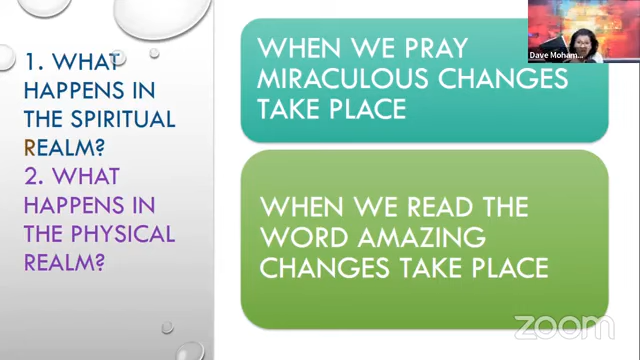 1. WHAT
HAPPENS IN
THE SPIRITUAL
REALM?
2. WHAT
HAPPENS IN
THE PHYSICAL
REALM?
WHEN WE PRAY
MIRACULOUS CHANGES
TAKE PLACE
WHEN WE READ THE
WORD AMAZING
CHANGES TAKE PLACE
Dave Moham...
zoom